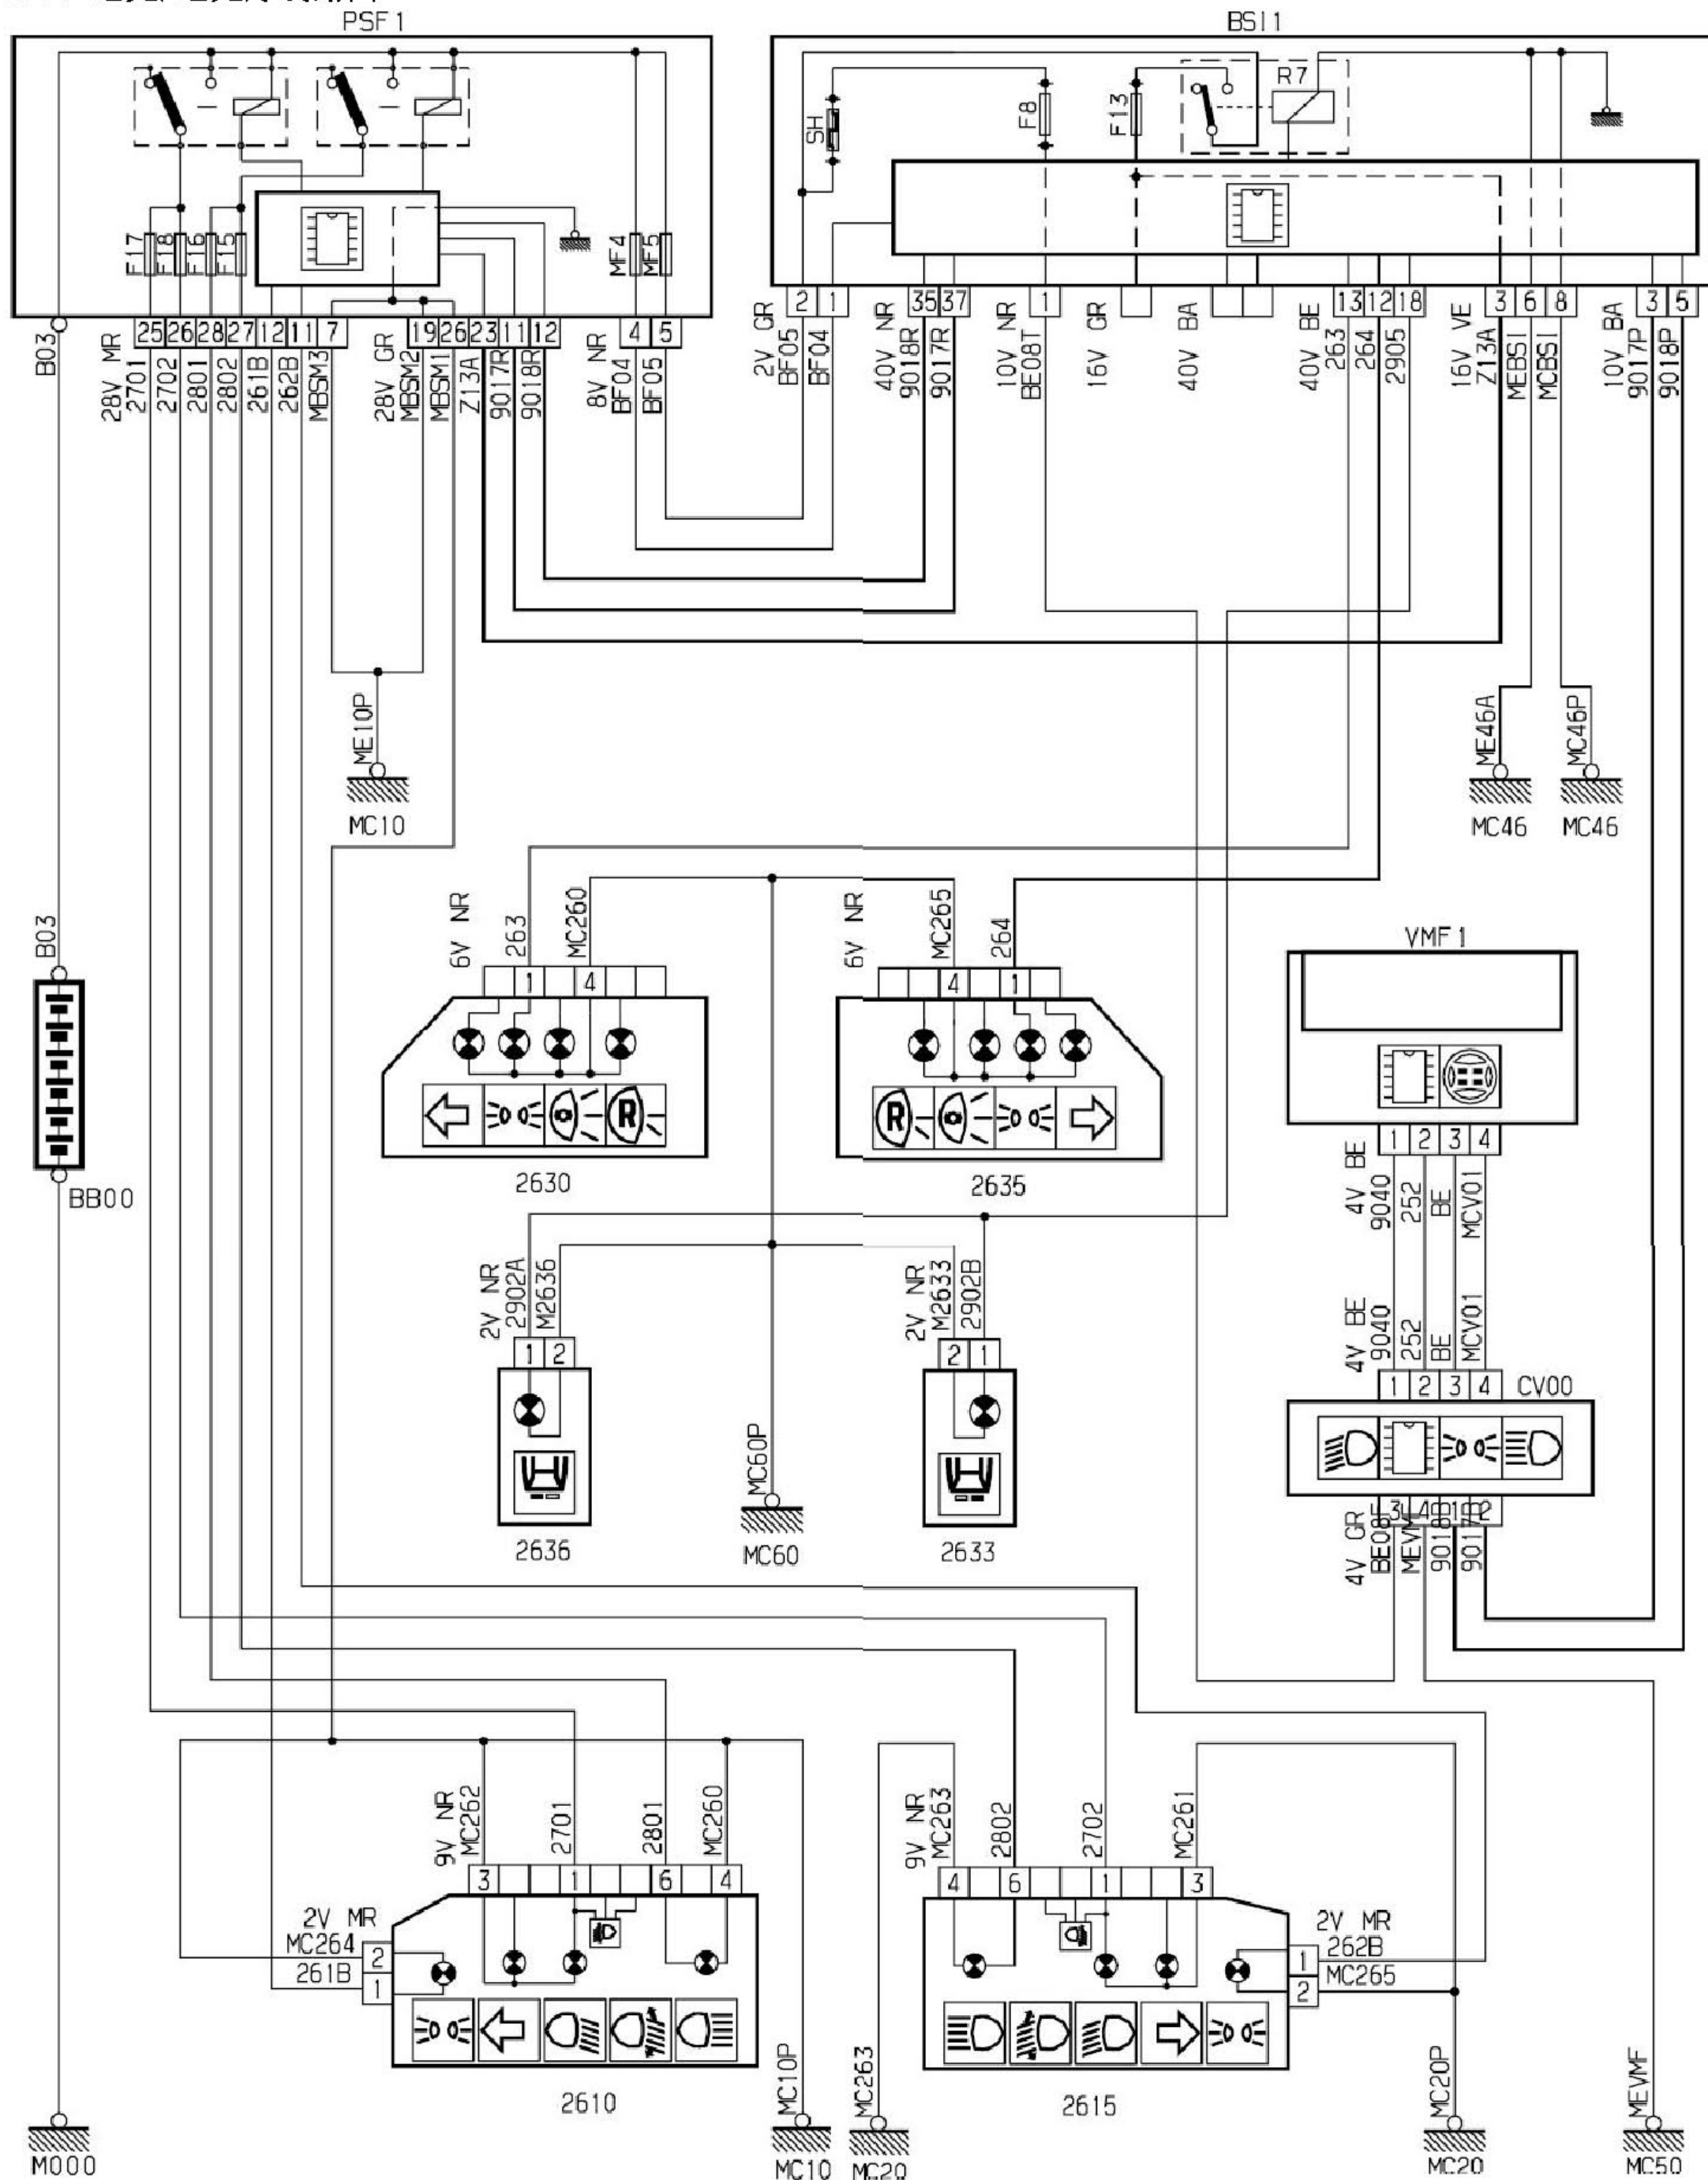 PSF1
BSI1
R7
SH
F8
F13
F17
F18
F16
F15
MF4
MF5
25 26 28 27 12 11 7
19 26 23 11 12
4 5
2 1
35 37
1
13 12 18
3 6 8
3 5
B03
28V MR
2701
2702
2801
2802
261B
262B
MBSM3
28V GR
MBSM2
MBSM1
Z13A
9017R
9018R
8V NR
BF04
BF05
2V GR
BF05
BF04
40V NR
9018R
9017R
10V NR
BE08T
16V GR
40V BA
40V BE
263
264
2905
16V VE
Z13A
MEBSI
MCBSI
10V BA
9017P
9018P
ME10P
MC10
ME46A
MC46P
MC46
MC46
B03
BB00
6V NR
263
MC260
1 4
R
2630
6V NR
MC265
264
4 1
R
2635
VMF1
1 2 3 4
4V BE
9040
252
BE
MCV01
4V BE
9040
252
BE
MCV01
1 2 3 4
CV00
3 4 1 2
4V GR
BE08F
MEVM
9018B
9017B
2V NR
2902A
M2636
1 2
2636
2V NR
M2633
2902B
2 1
2633
MC60P
MC60
9V NR
MC262
2701
2801
MC260
3 1 6 4
2V MR
MC264
261B
2
1
2610
9V NR
MC263
2802
2702
MC261
4 6 1 3
2V MR
262B
MC265
1
2
2615
MC10P
MC263
MC20P
MEVMF
M000
MC10
MC20
MC20
MC50